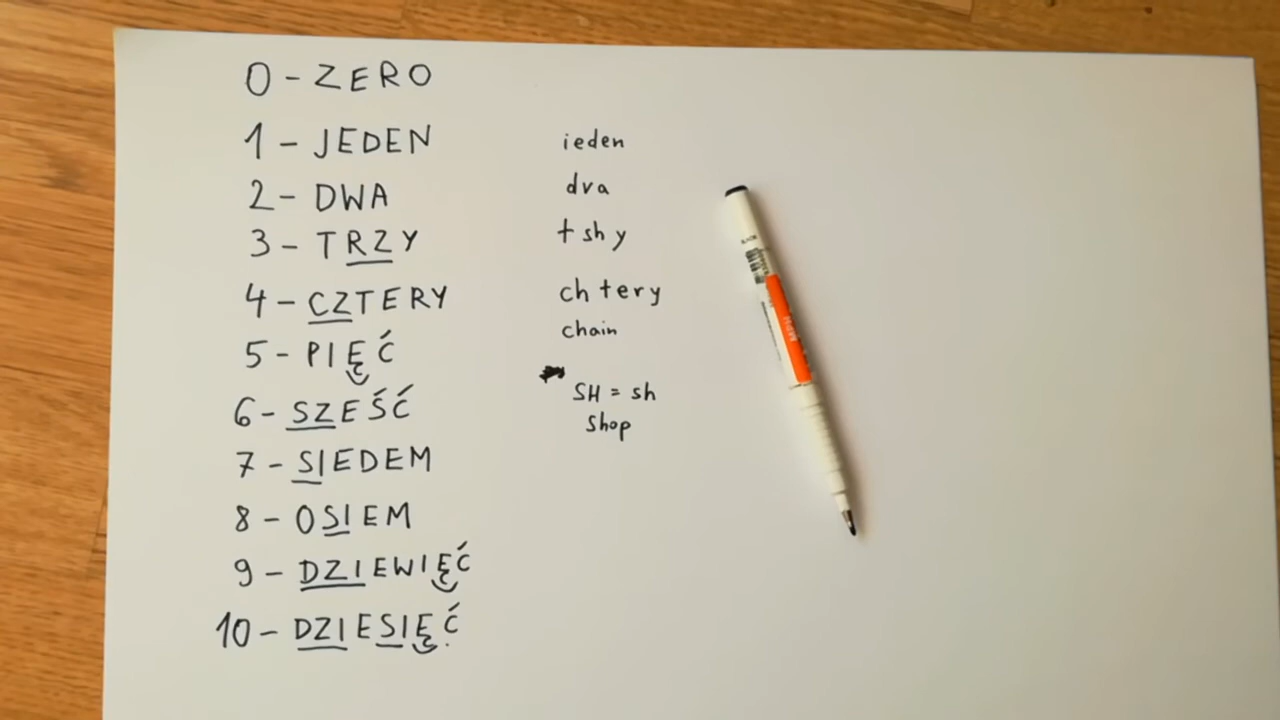 0 - ZERO
1 - JEDEN ieden
2 - DWA dva
3 - TRZY tshy
4 - CZTERY chtery
chain
5 - PIĘĆ
6 - SZEŚĆ SH = sh
shop
7 - SIEDEM
8 - OSIEM
9 - DZIEWIĘĆ
10 - DZIESIĘĆ